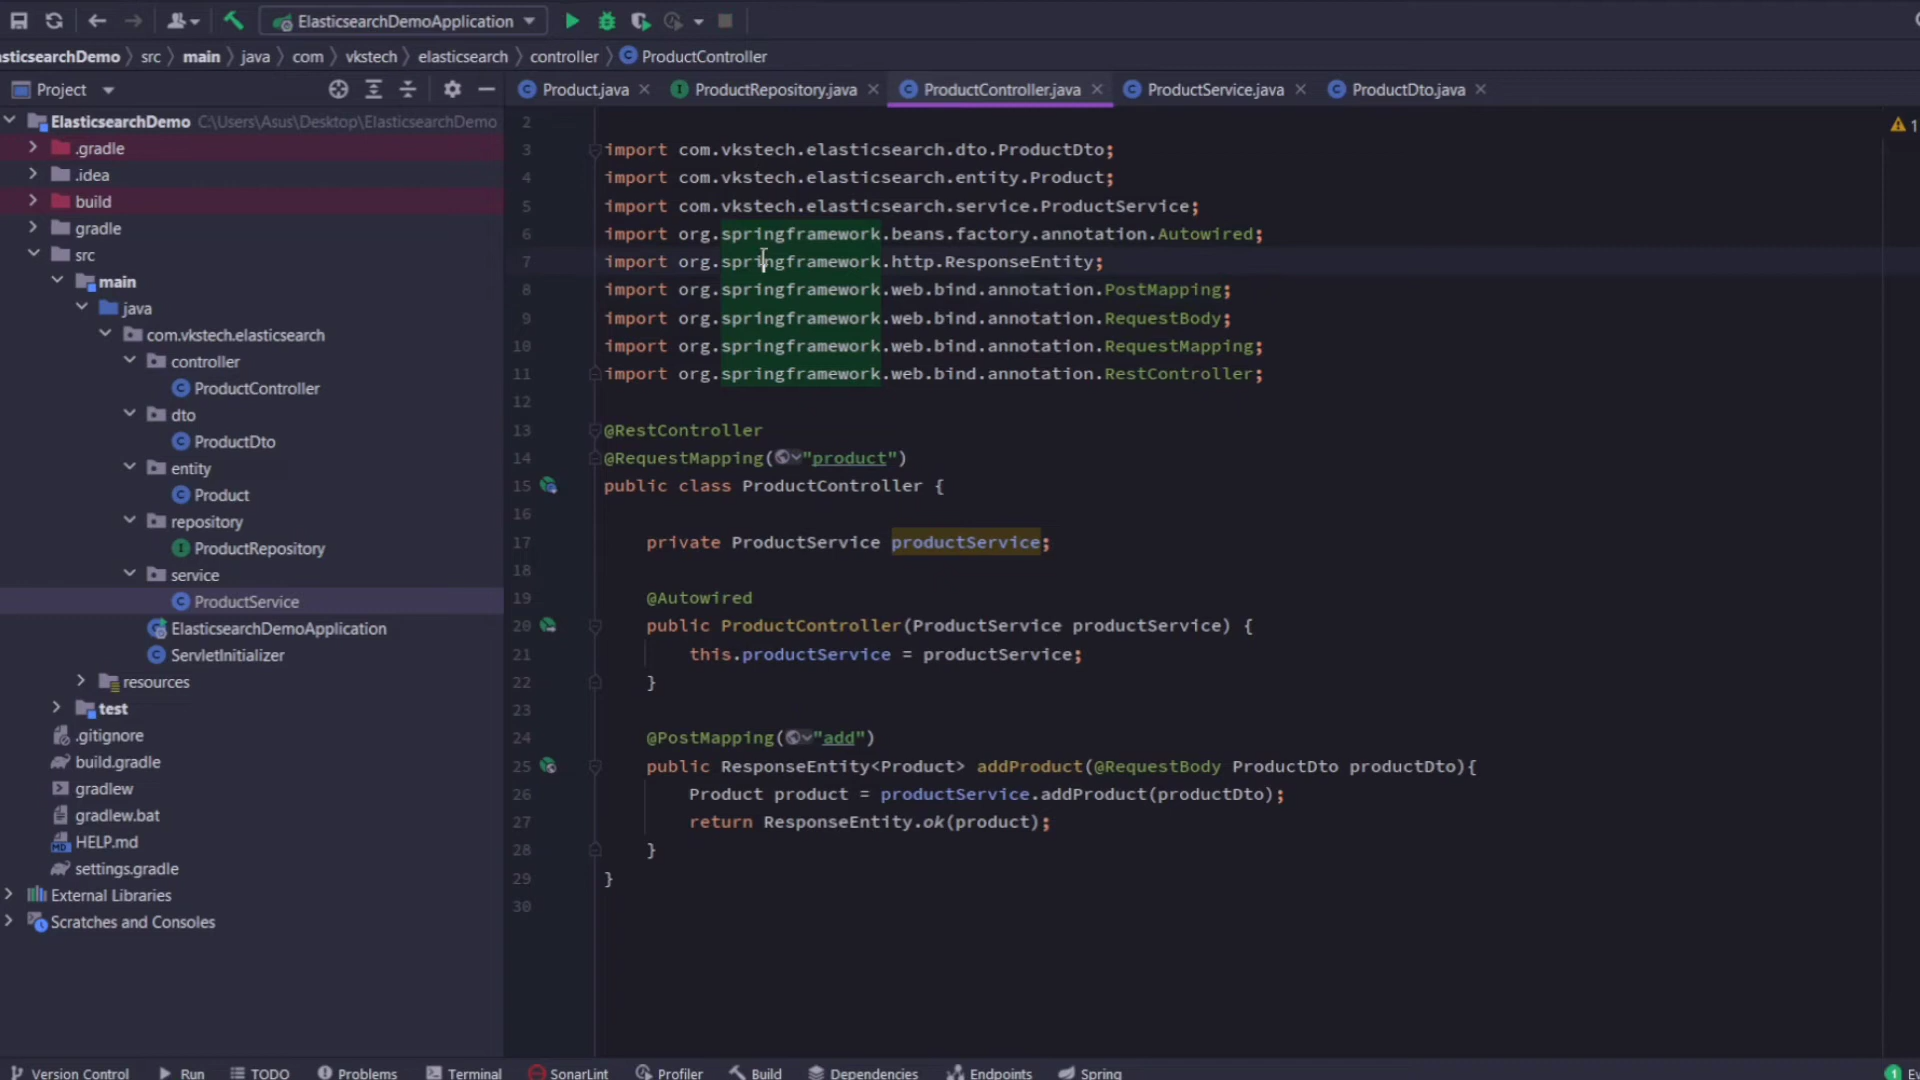 ElasticsearchDemoApplication
sticsearchDemo src main java com vkstech elasticsearch controller ProductController
Project
Product.java ProductRepository.java ProductController.java ProductService.java ProductDto.java
ElasticsearchDemo C:\Users\Asus\Desktop\ElasticsearchDemo
.gradle
.idea
build
gradle
src
main
java
com.vkstech.elasticsearch
controller
ProductController
dto
ProductDto
entity
Product
repository
ProductRepository
service
ProductService
ElasticsearchDemoApplication
ServletInitializer
resources
test
.gitignore
build.gradle
gradlew
gradlew.bat
HELP.md
settings.gradle
External Libraries
Scratches and Consoles
1
2
3 import com.vkstech.elasticsearch.dto.ProductDto;
4 import com.vkstech.elasticsearch.entity.Product;
5 import com.vkstech.elasticsearch.service.ProductService;
6 import org.springframework.beans.factory.annotation.Autowired;
7 import org.springframework.http.ResponseEntity;
8 import org.springframework.web.bind.annotation.PostMapping;
9 import org.springframework.web.bind.annotation.RequestBody;
10 import org.springframework.web.bind.annotation.RequestMapping;
11 import org.springframework.web.bind.annotation.RestController;
12
13 @RestController
14 @RequestMapping("product")
15 public class ProductController {
16
17 private ProductService productService;
18
19 @Autowired
20 public ProductController(ProductService productService) {
21 this.productService = productService;
22 }
23
24 @PostMapping("add")
25 public ResponseEntity<Product> addProduct(@RequestBody ProductDto productDto){
26 Product product = productService.addProduct(productDto);
27 return ResponseEntity.ok(product);
28 }
29 }
30
Version Control Run TODO Problems Terminal SonarLint Profiler Build Dependencies Endpoints Spring 1 Ev